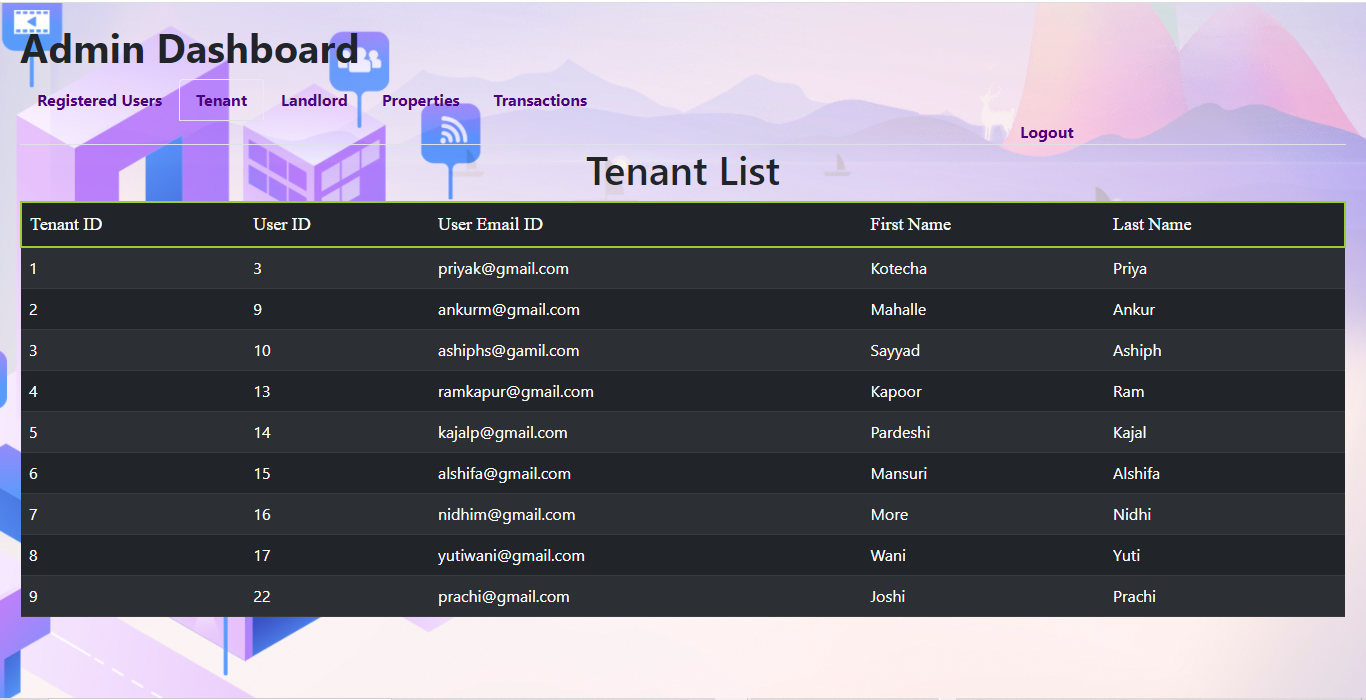 Admin Dashboard
Registered Users Tenant Landlord Properties Transactions
Logout
Tenant List
Tenant ID User ID User Email ID First Name Last Name
1 3 priyak@gmail.com Kotecha Priya
2 9 ankurm@gmail.com Mahalle Ankur
3 10 ashiphs@gamil.com Sayyad Ashiph
4 13 ramkapur@gmail.com Kapoor Ram
5 14 kajalp@gmail.com Pardeshi Kajal
6 15 alshifa@gmail.com Mansuri Alshifa
7 16 nidhim@gmail.com More Nidhi
8 17 yutiwani@gmail.com Wani Yuti
9 22 prachi@gmail.com Joshi Prachi